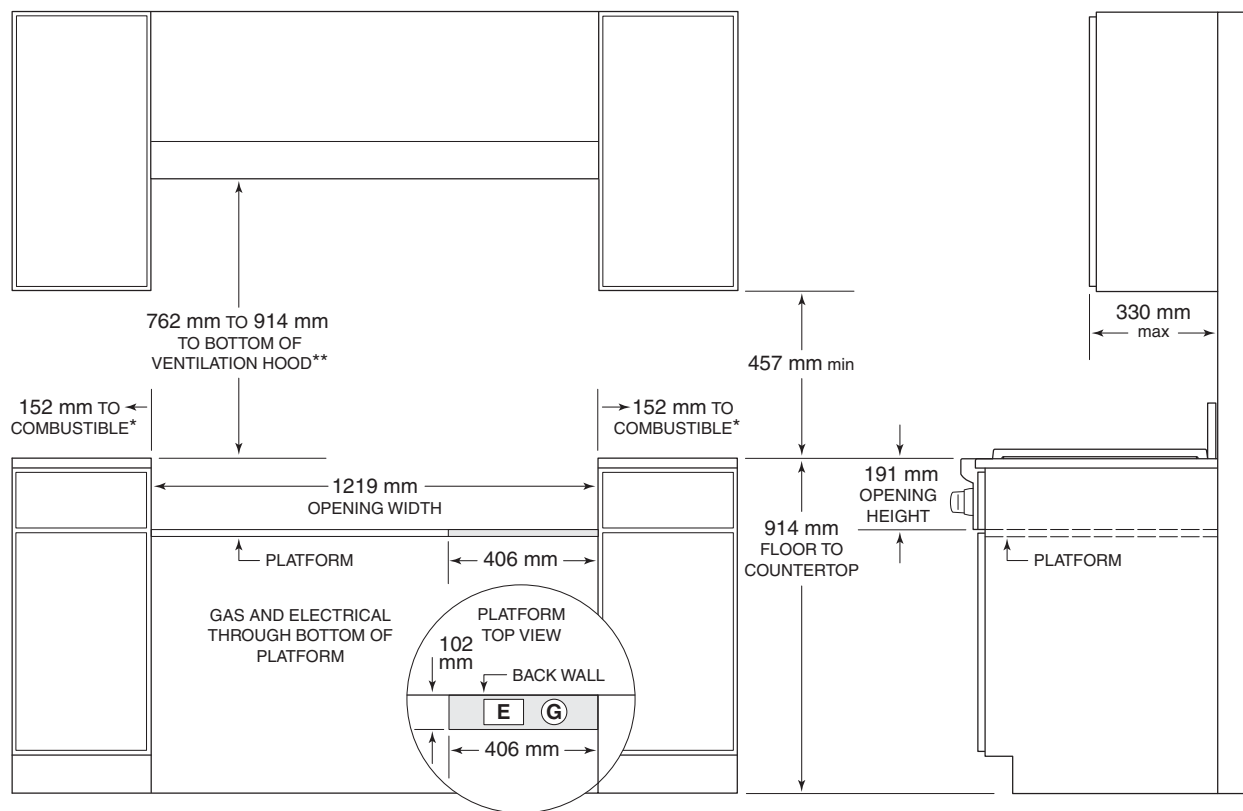 762 mm TO 914 mm
TO BOTTOM OF
VENTILATION HOOD**
330 mm
max
457 mm min
152 mm TO
COMBUSTIBLE*
152 mm TO
COMBUSTIBLE*
1219 mm
OPENING WIDTH
191 mm
OPENING
HEIGHT
914 mm
FLOOR TO
COUNTERTOP
PLATFORM
406 mm
PLATFORM
GAS AND ELECTRICAL
THROUGH BOTTOM OF
PLATFORM
PLATFORM
TOP VIEW
102
mm
BACK WALL
E
G
406 mm